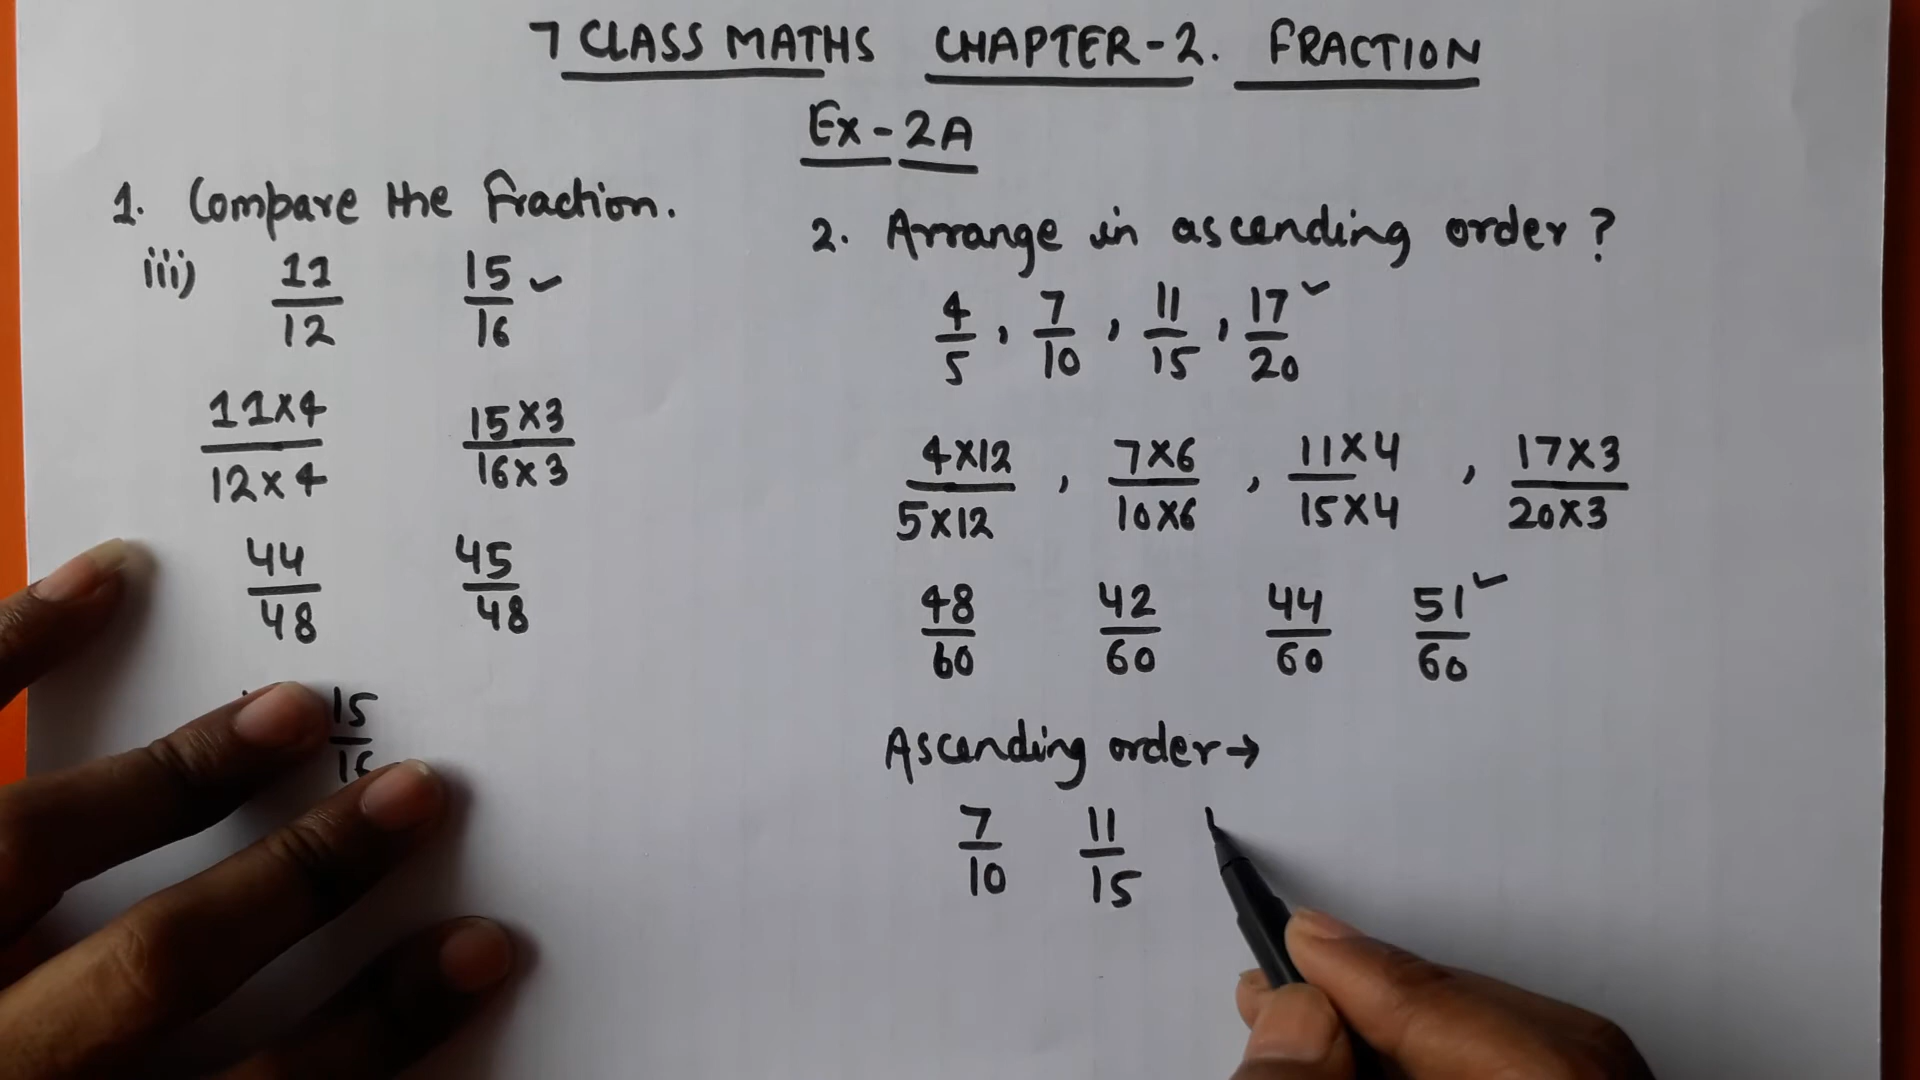 7 CLASS MATHS CHAPTER-2. FRACTION
Ex-2A
1. Compare the Fraction.
iii) 11/12 15/16 ✓
11×4/12×4 15×3/16×3
44/48 45/48
15/16
2. Arrange in ascending order?
4/5, 7/10, 11/15, 17/20 ✓
4×12/5×12, 7×6/10×6, 11×4/15×4, 17×3/20×3
48/60 42/60 44/60 51/60 ✓
Ascending order→
7/10 11/15